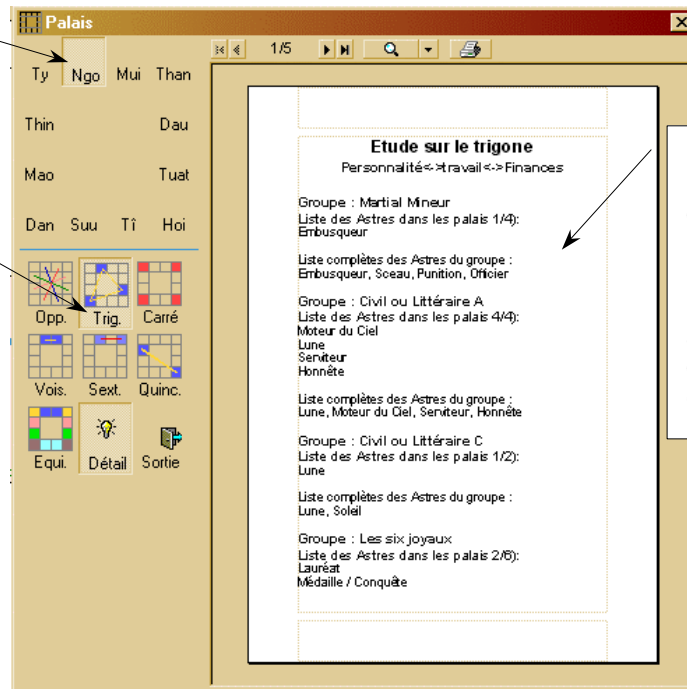 Palais
1/5
Ty Ngo Mui Than
Thin Dau
Mao Tuat
Dan Suu Tî Hoi
Opp. Trig. Carré
Vois. Sext. Quinc.
Equi. Détail Sortie
Etude sur le trigone
Personnalité<->travail<->Finances
Groupe : Martial Mineur
Liste des Astres dans les palais 1/4):
Embusqueur
Liste complètes des Astres du groupe :
Embusqueur, Sceau, Punition, Officier
Groupe : Civil ou Littéraire A
Liste des Astres dans les palais 4/4):
Moteur du Ciel
Lune
Serviteur
Honnête
Liste complètes des Astres du groupe :
Lune, Moteur du Ciel, Serviteur, Honnête
Groupe : Civil ou Littéraire C
Liste des Astres dans les palais 1/2):
Lune
Liste complètes des Astres du groupe :
Lune, Soleil
Groupe : Les six joyaux
Liste des Astres dans les palais 2/6):
Lauréat
Médaille / Conquête